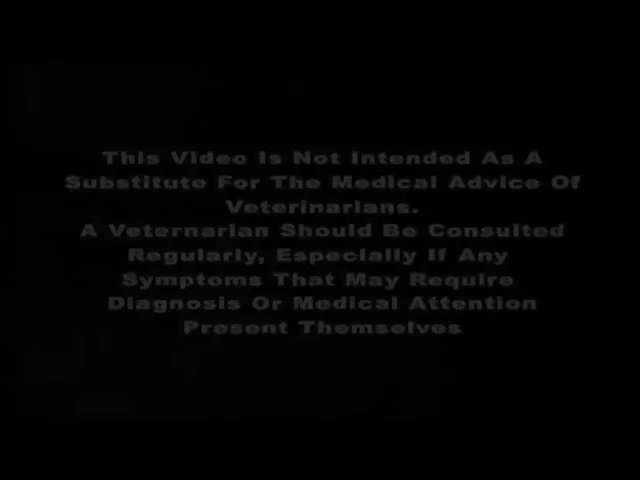 This Video Is Not Intended As A
Substitute For The Medical Advice Of
Veterinarians.
A Veternarian Should Be Consulted
Regularly, Especially If Any
Symptoms That May Require
Diagnosis Or Medical Attention
Present Themselves